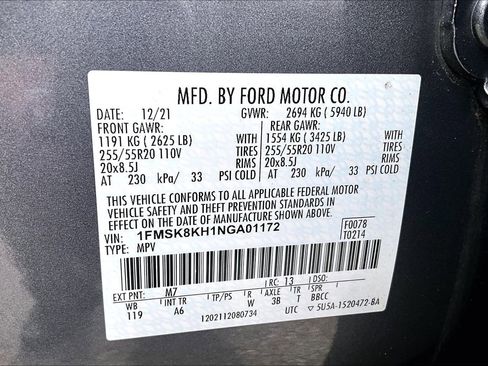 MFD. BY FORD MOTOR CO.
DATE: 12/21 GVWR: 2694 KG ( 5940 LB)
FRONT GAWR: REAR GAWR:
1191 KG ( 2625 LB) WITH 1554 KG ( 3425 LB) WITH
255/55R20 110V TIRES 255/55R20 110V TIRES
20x8.5J RIMS 20x8.5J RIMS
AT 230 kPa/ 33 PSI COLD AT 230 kPa/ 33 PSI COLD
THIS VEHICLE CONFORMS TO ALL APPLICABLE FEDERAL MOTOR
VEHICLE SAFETY AND THEFT PREVENTION STANDARDS IN
EFFECT ON THE DATE OF MANUFACTURE SHOWN ABOVE.
VIN: 1FMSK8KH1NGA01172 F0078
TYPE: MPV T0214
EXT PNT: M7 RC: 13 DSO:
WB INT TR TP/PS R AXLE TR SPR
119 A6 W 3B T BBCC
1202112080734 UTC ▽ 5U5A-1520472-BA